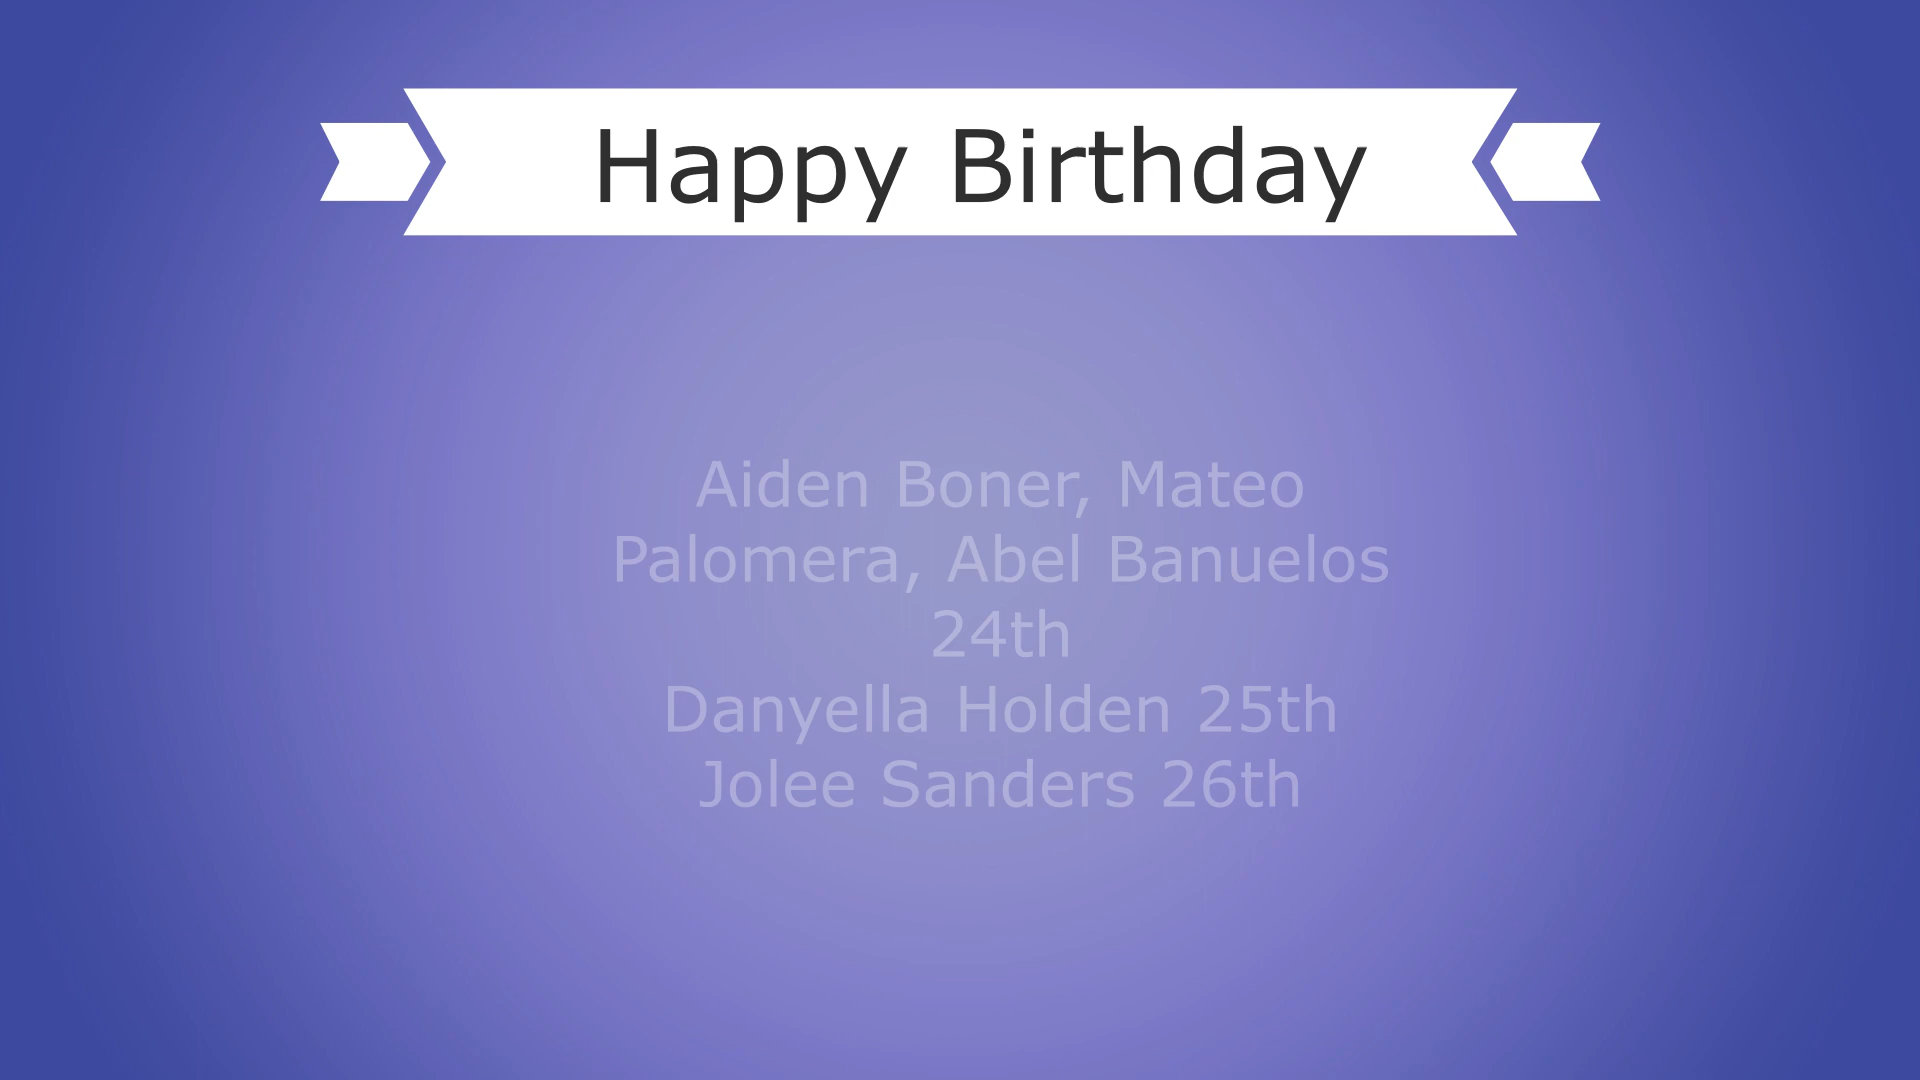 Happy Birthday
Aiden Boner, Mateo
Palomera, Abel Banuelos
24th
Danyella Holden 25th
Jolee Sanders 26th